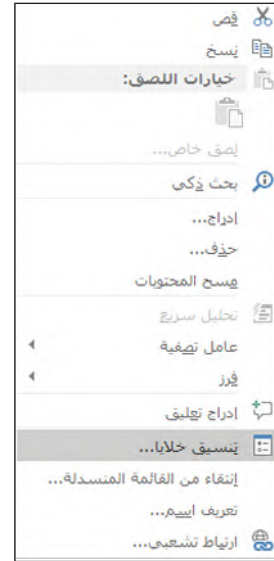 قص
نسخ
خيارات اللصق:
لصق خاص...
بحث ذكي
إدراج...
حذف...
مسح المحتويات
تحليل سريع
عامل تصفية
فرز
إدراج تعليق
تنسيق خلايا...
إنتقاء من القائمة المنسدلة...
تعريف اسم...
ارتباط تشعبي...